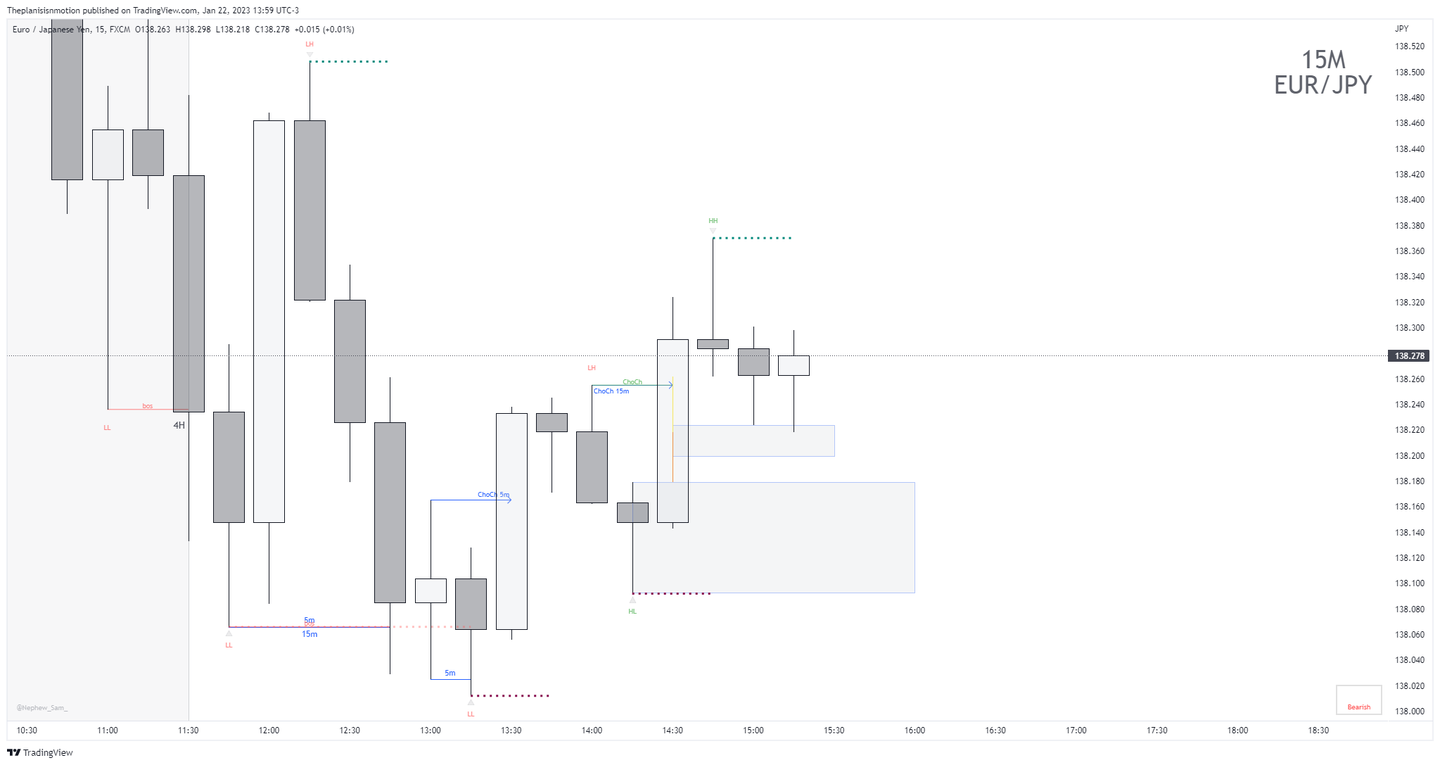 Theplanisinmotion published on TradingView.com, Jan 22, 2023 13:59 UTC-3
Euro / Japanese Yen, 15, FXCM O138.263 H138.298 L138.218 C138.278 +0.015 (+0.01%)
JPY
15M
EUR/JPY
138.520
138.500
138.480
138.460
138.440
138.420
138.400
138.380
138.360
138.340
138.320
138.300
138.278
138.260
138.240
138.220
138.200
138.180
138.160
138.140
138.120
138.100
138.080
138.060
138.040
138.020
138.000
LH
HH
LH
ChoCh
ChoCh 15m
bos
LL
4H
ChoCh 5m
HL
5m
15m
LL
5m
LL
@Nephew_Sam_
Bearish
10:30 11:00 11:30 12:00 12:30 13:00 13:30 14:00 14:30 15:00 15:30 16:00 16:30 17:00 17:30 18:00 18:30
TradingView